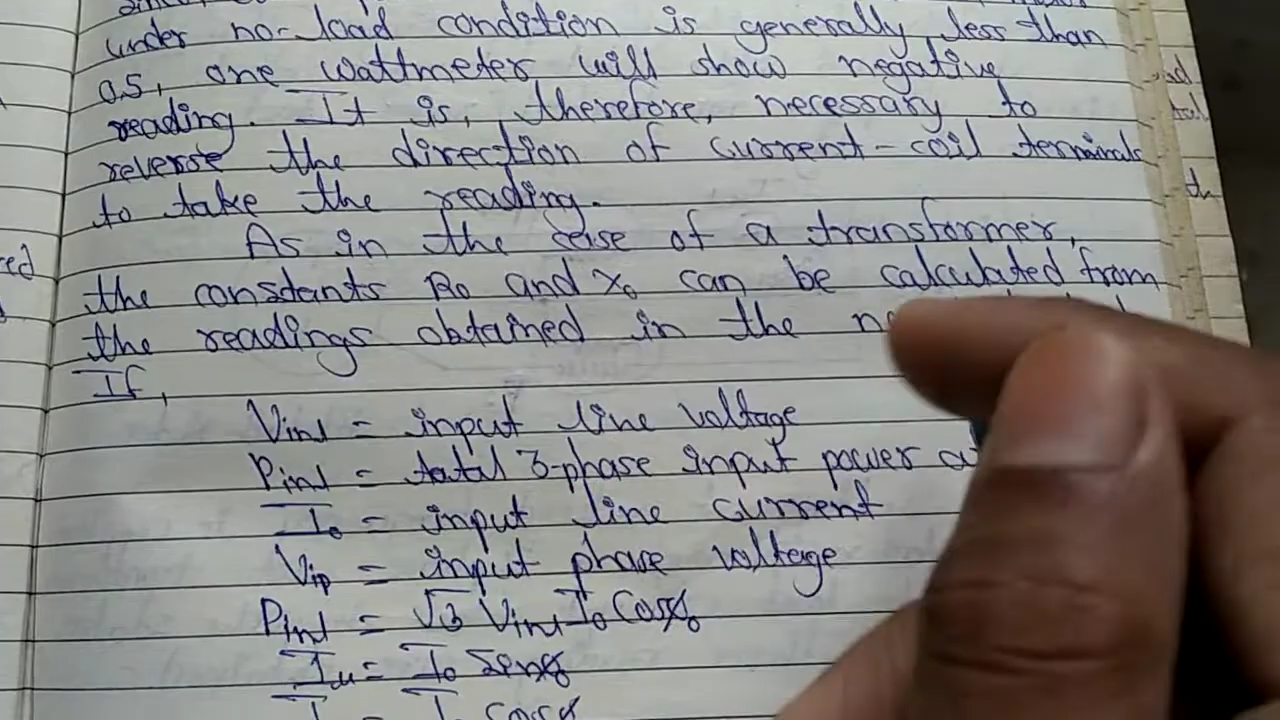 under no-load condition is generally less than
0.5, one wattmeter will show negative
reading. It is, therefore, necessary to
reverse the direction of current-coil terminals
to take the reading.
As in the case of a transformer,
the constants R₀ and X₀ can be calculated from
the readings obtained in the
If,
Vinl = input line voltage
Pinl = total 3-phase input power
I₀ = input line current
Vip = input phase voltage
Pinl = √3 Vinl I₀ Cosφ₀
Iμ = I₀ Sinφ
Cosφ